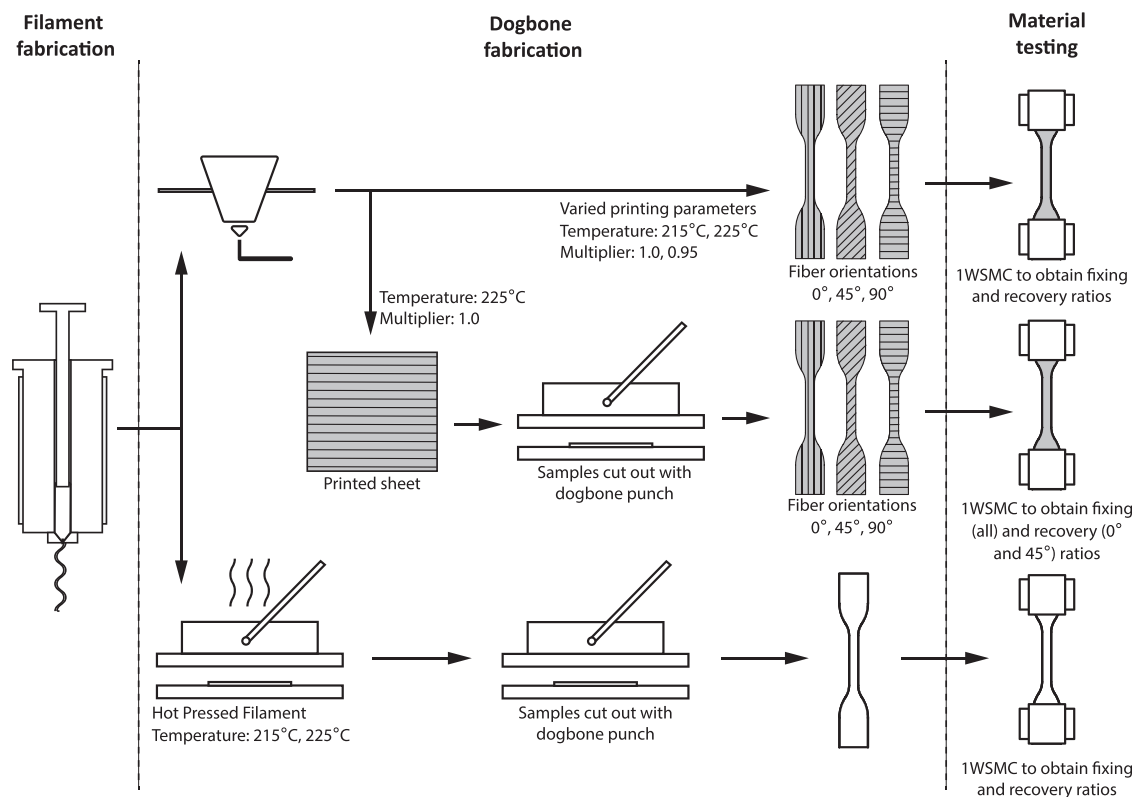 Filament
fabrication
Dogbone
fabrication
Material
testing
Varied printing parameters
Temperature: 215°C, 225°C
Multiplier: 1.0, 0.95
Fiber orientations
0°, 45°, 90°
1WSMC to obtain fixing
and recovery ratios
Temperature: 225°C
Multiplier: 1.0
Printed sheet
Samples cut out with
dogbone punch
Fiber orientations
0°, 45°, 90°
1WSMC to obtain fixing
(all) and recovery (0°
and 45°) ratios
Hot Pressed Filament
Temperature: 215°C, 225°C
Samples cut out with
dogbone punch
1WSMC to obtain fixing
and recovery ratios